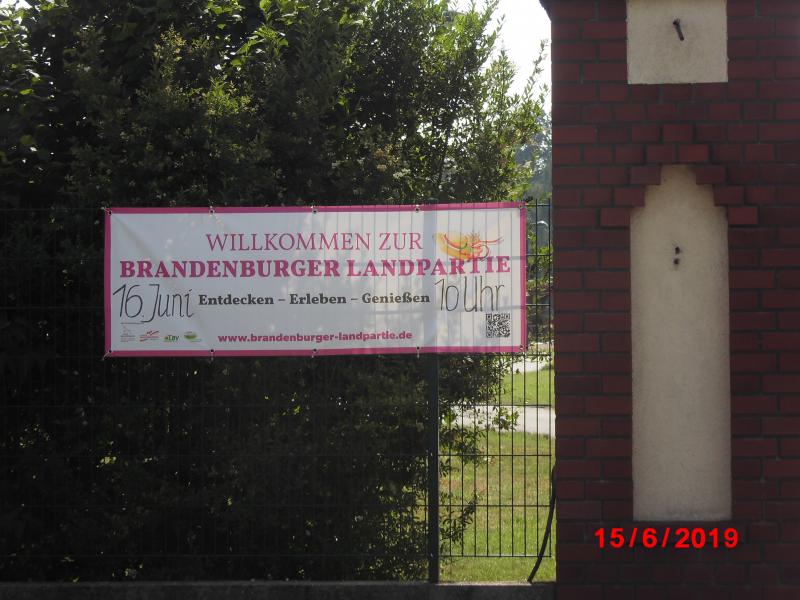 WILLKOMMEN ZUR
BRANDENBURGER LANDPARTIE
16. Juni Entdecken – Erleben – Genießen 10 Uhr
www.brandenburger-landpartie.de
15/6/2019